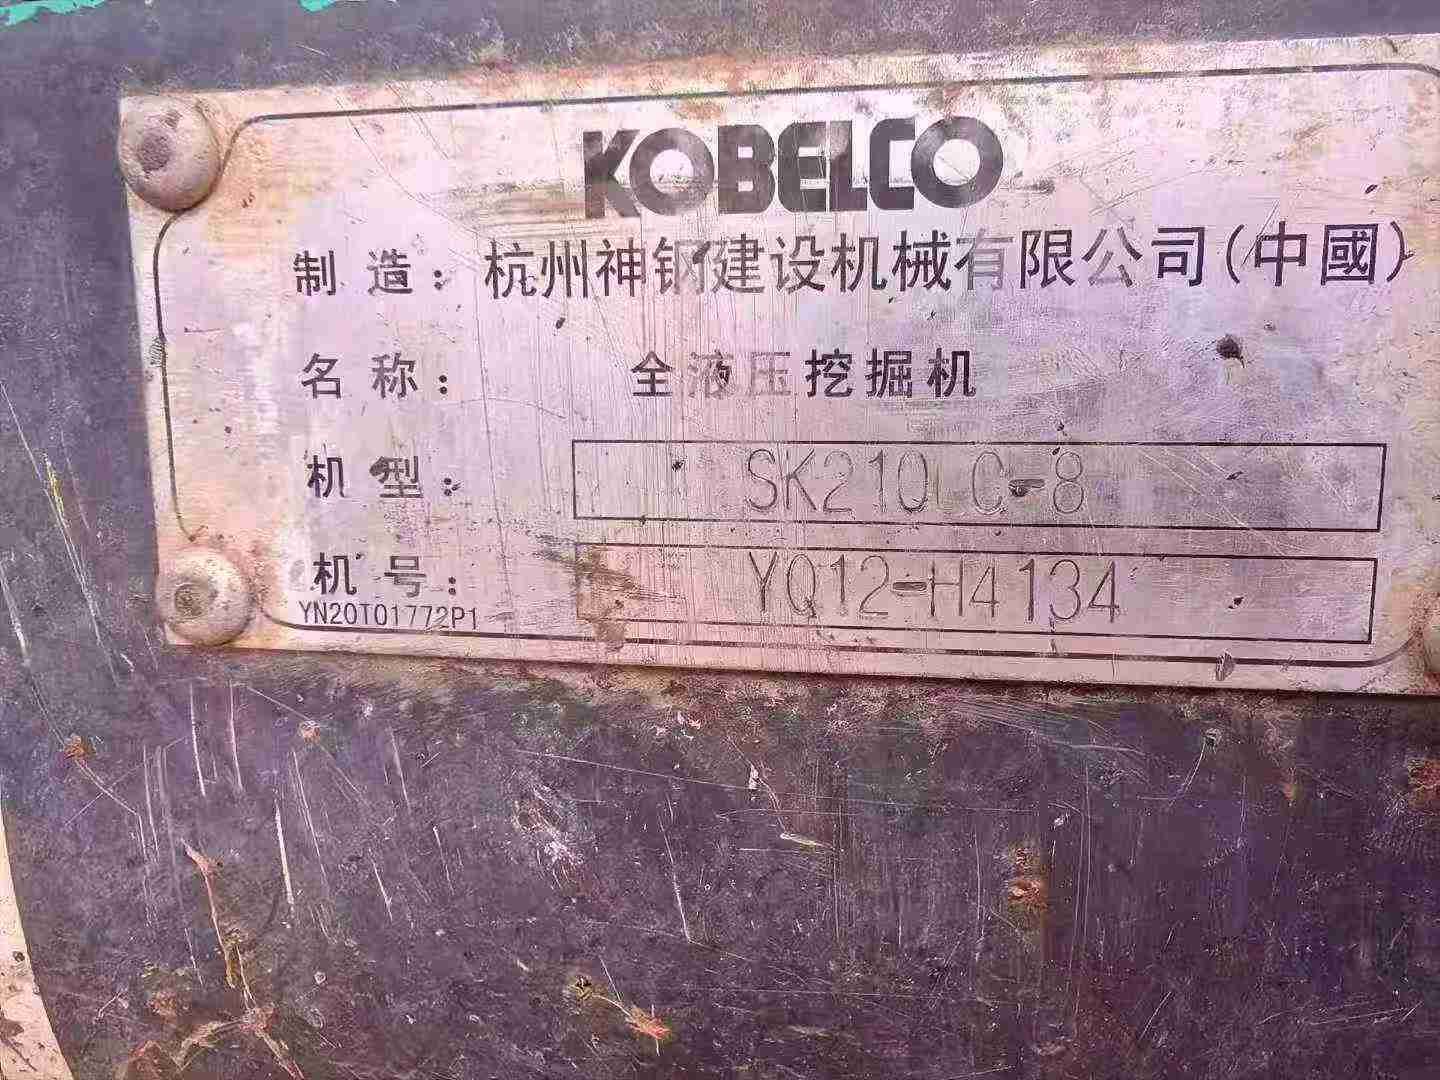 KOBELCO
制 造： 杭州神钢建设机械有限公司(中國)
名 称： 全液压挖掘机
机 型： SK210LC-8
机 号： YQ12-H4134
YN20T01772P1